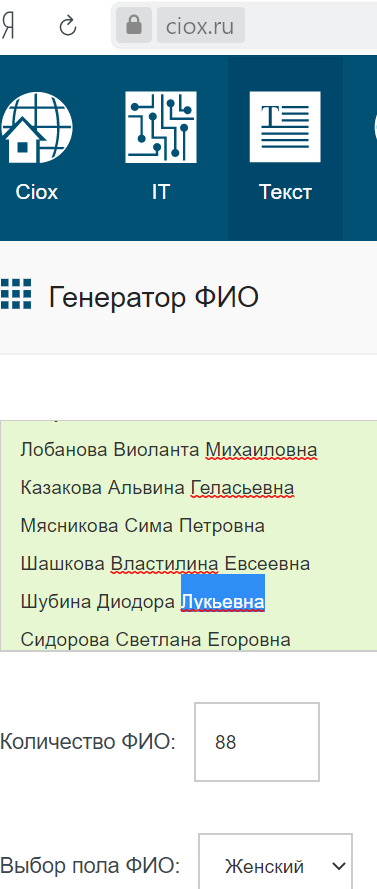 Я ciox.ru
Ciox IT Текст
Генератор ФИО
Лобанова Виоланта Михаиловна
Казакова Альвина Геласьевна
Мясникова Сима Петровна
Шашкова Властилина Евсеевна
Шубина Диодора Лукьевна
Сидорова Светлана Егоровна
Количество ФИО: 88
Выбор пола ФИО: Женский